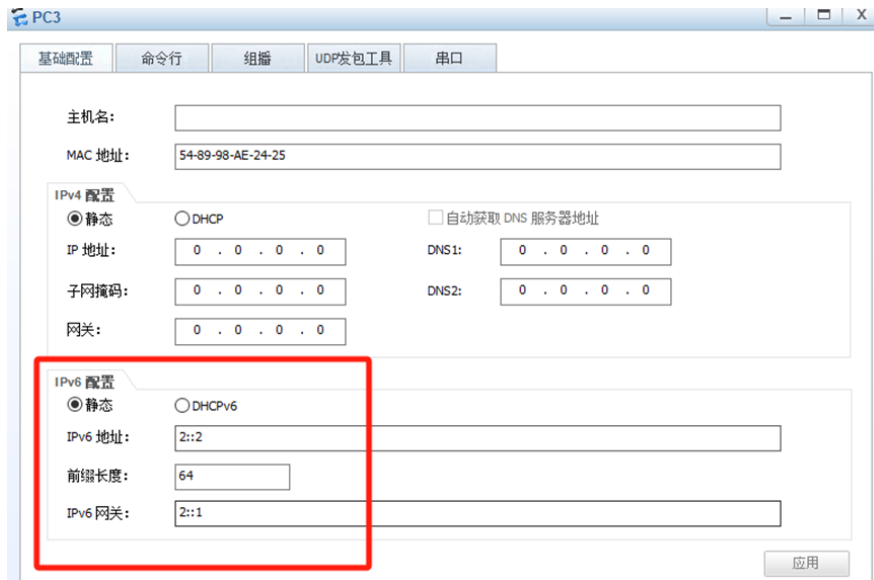 PC3
X
基础配置 命令行 组播 UDP发包工具 串口
主机名:
MAC 地址: 54-89-98-AE-24-25
IPv4 配置
静态 DHCP 自动获取 DNS 服务器地址
IP 地址: 0 . 0 . 0 . 0 DNS1: 0 . 0 . 0 . 0
子网掩码: 0 . 0 . 0 . 0 DNS2: 0 . 0 . 0 . 0
网关: 0 . 0 . 0 . 0
IPv6 配置
静态 DHCPv6
IPv6 地址: 2::2
前缀长度: 64
IPv6 网关: 2::1
应用